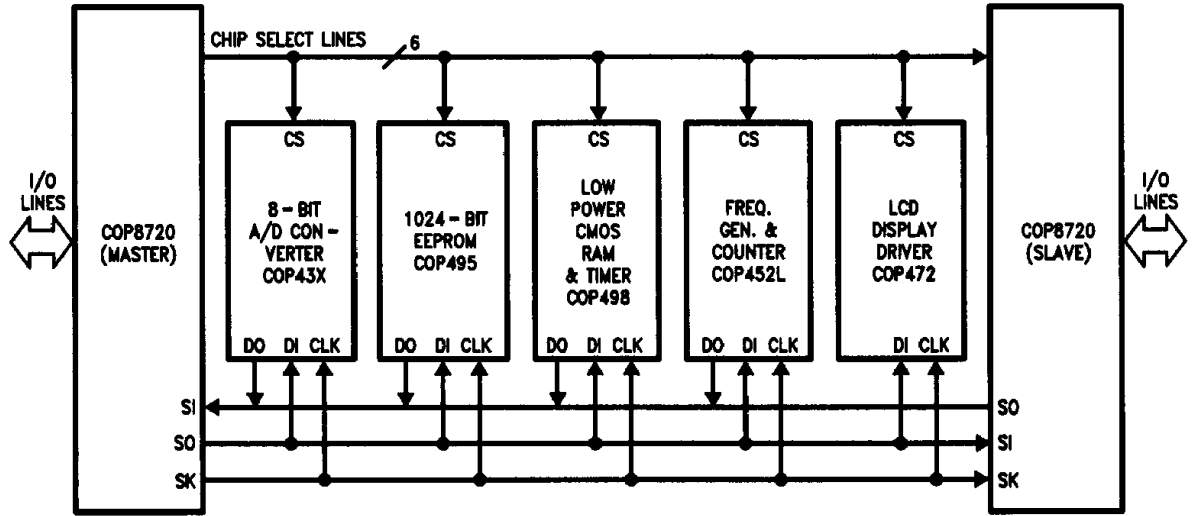 CHIP SELECT LINES 6
I/O
LINES
COP8720
(MASTER)
SI
SO
SK
CS
8-BIT
A/D CON-
VERTER
COP43X
DO DI CLK
CS
1024-BIT
EEPROM
COP495
DO DI CLK
CS
LOW
POWER
CMOS
RAM
& TIMER
COP498
DO DI CLK
CS
FREQ.
GEN. &
COUNTER
COP452L
DO DI CLK
CS
LCD
DISPLAY
DRIVER
COP472
DI CLK
COP8720
(SLAVE)
SO
SI
SK
I/O
LINES